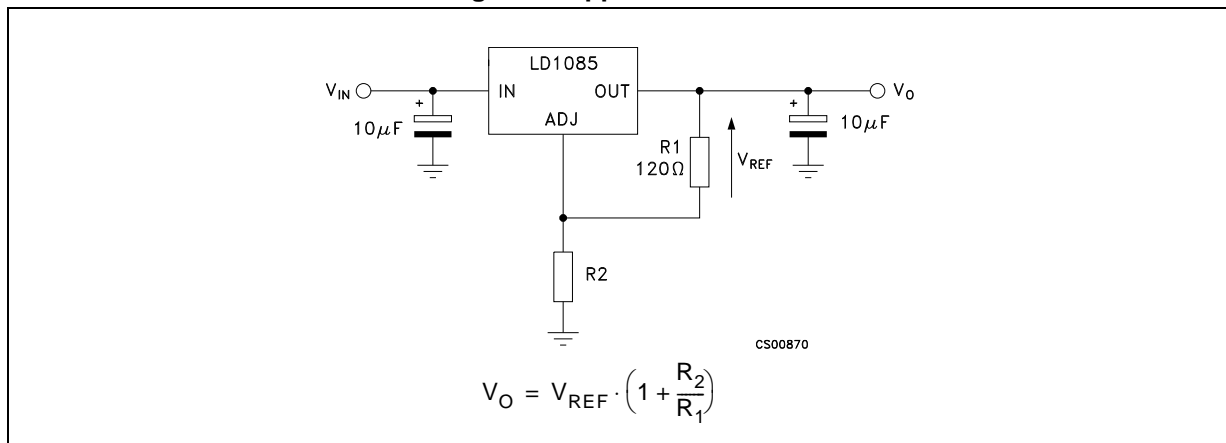 LD1085
V_IN
IN
OUT
V_O
+
10μF
ADJ
+
10μF
R1
120Ω
V_REF
R2
CS00870
V_O = V_REF · (1 + R_2/R_1)